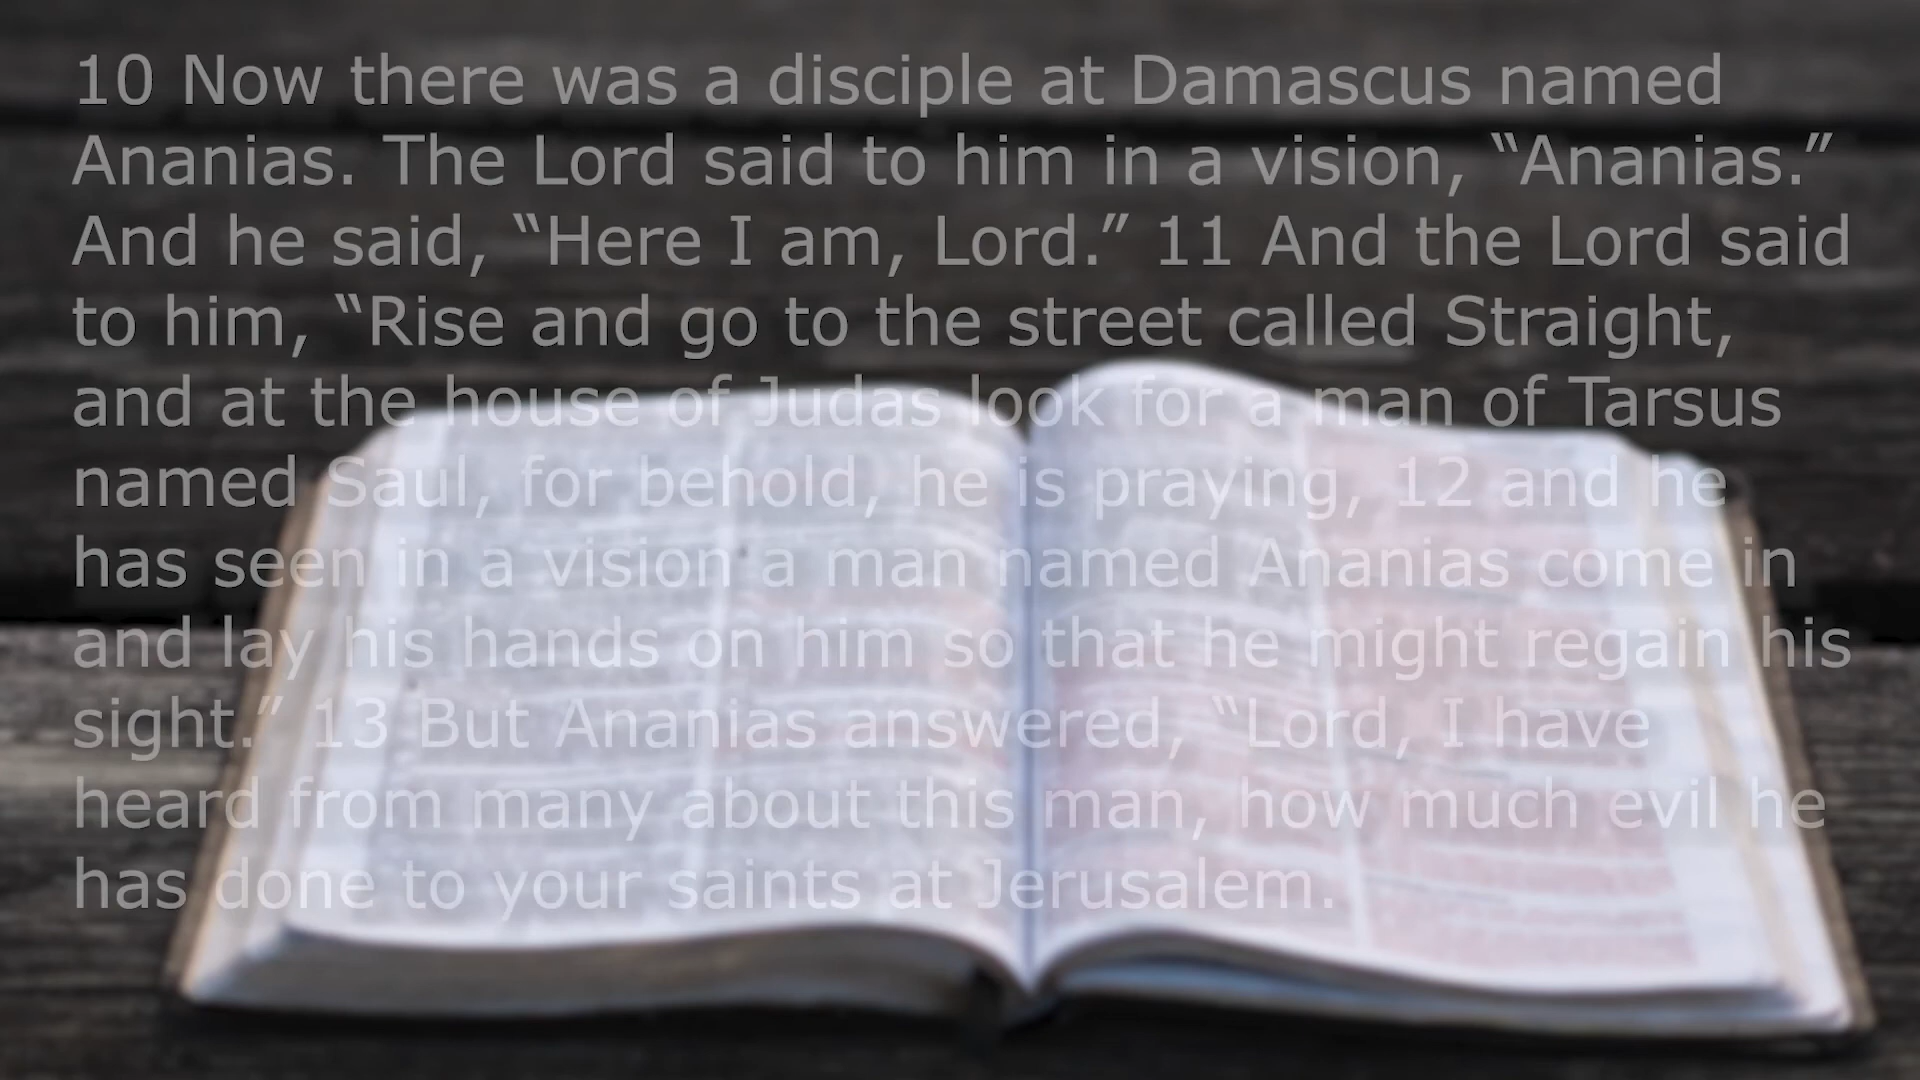 10 Now there was a disciple at Damascus named
Ananias. The Lord said to him in a vision, “Ananias.”
And he said, “Here I am, Lord.” 11 And the Lord said
to him, “Rise and go to the street called Straight,
and at the house of Judas look for a man of Tarsus
named Saul, for behold, he is praying, 12 and he
has seen in a vision a man named Ananias come in
and lay his hands on him so that he might regain his
sight.” 13 But Ananias answered, “Lord, I have
heard from many about this man, how much evil he
has done to your saints at Jerusalem.